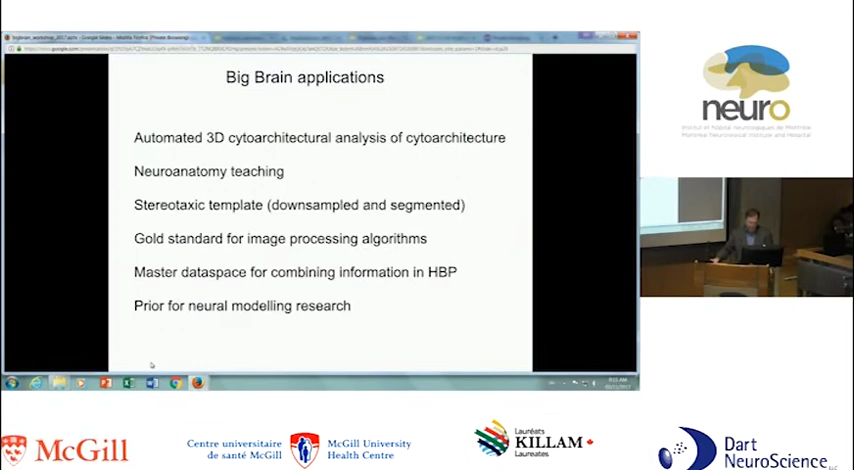 Big Brain applications
Automated 3D cytoarchitectural analysis of cytoarchitecture
Neuroanatomy teaching
Stereotaxic template (downsampled and segmented)
Gold standard for image processing algorithms
Master dataspace for combining information in HBP
Prior for neural modelling research
neuro
Institut et hôpital neurologiques de Montréal
Montreal Neurological Institute and Hospital
McGill
Centre universitaire
de santé McGill
McGill University
Health Centre
Lauréats
KILLAM
Laureates
Dart
NeuroScience